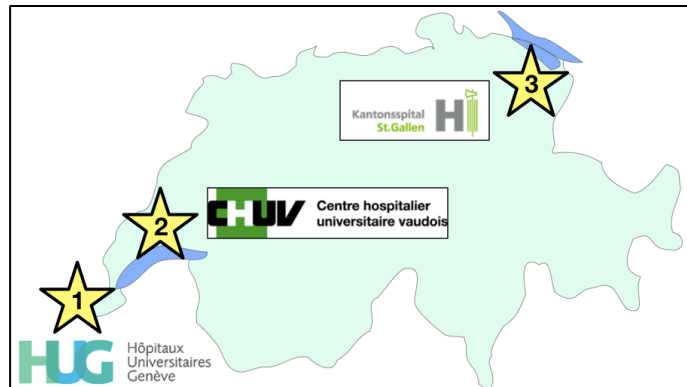 3
Kantonsspital
St.Gallen
H
2
CHUV
Centre hospitalier
universitaire vaudois
1
HUG
Hôpitaux
Universitaires
Genève